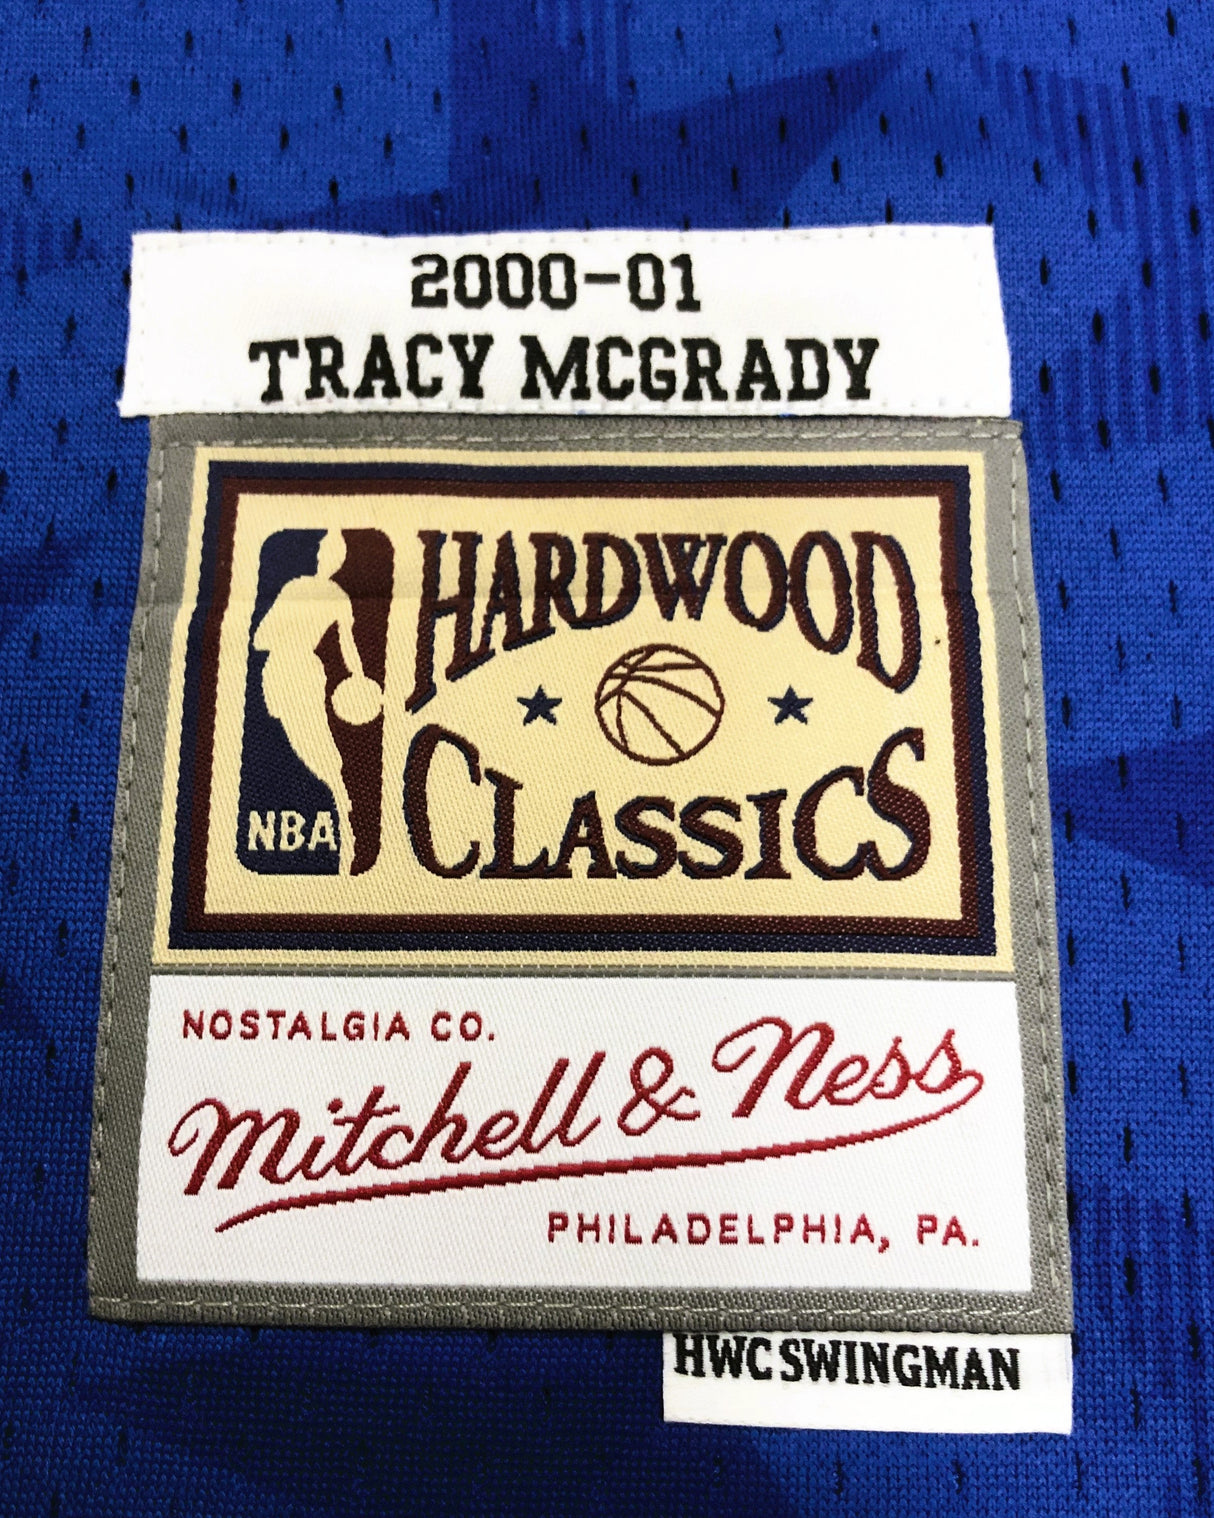 2000-01
TRACY MCGRADY
HARDWOOD
CLASSICS
NBA
NOSTALGIA CO.
Mitchell & Ness
PHILADELPHIA, PA.
HWC SWINGMAN